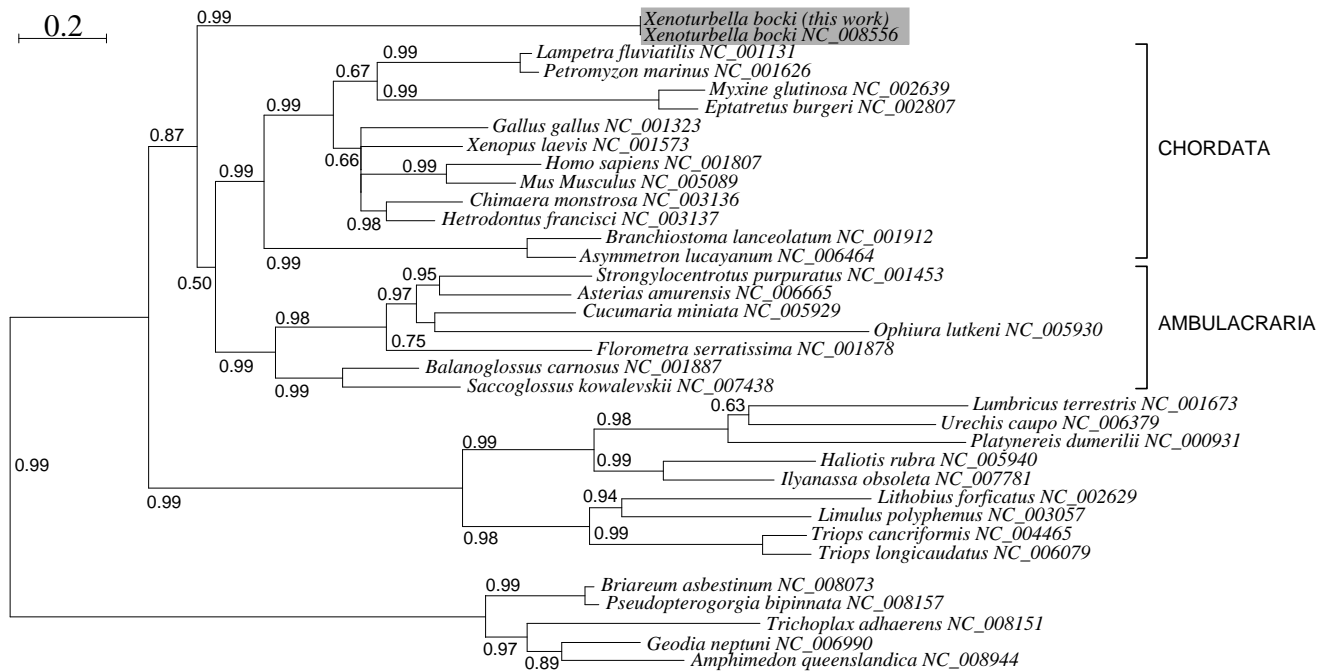 0.2
0.99
Xenoturbella bocki (this work)
Xenoturbella bocki NC_008556
Lampetra fluviatilis NC_001131
0.99
0.67
Petromyzon marinus NC_001626
0.99
Myxine glutinosa NC_002639
Eptatretus burgeri NC_002807
0.99
Gallus gallus NC_001323
0.87
Xenopus laevis NC_001573
0.66
0.99
Homo sapiens NC_001807
CHORDATA
0.99
Mus Musculus NC_005089
Chimaera monstrosa NC_003136
0.98
Hetrodontus francisci NC_003137
Branchiostoma lanceolatum NC_001912
0.99
Asymmetron lucayanum NC_006464
0.50
0.95
Strongylocentrotus purpuratus NC_001453
0.97
Asterias amurensis NC_006665
Cucumaria miniata NC_005929
0.98
Ophiura lutkeni NC_005930
AMBULACRARIA
0.75
Florometra serratissima NC_001878
0.99
Balanoglossus carnosus NC_001887
0.99
Saccoglossus kowalevskii NC_007438
0.63
Lumbricus terrestris NC_001673
0.98
Urechis caupo NC_006379
0.99
Platynereis dumerilii NC_000931
0.99
0.99
Haliotis rubra NC_005940
Ilyanassa obsoleta NC_007781
0.99
0.94
Lithobius forficatus NC_002629
Limulus polyphemus NC_003057
0.98
0.99
Triops cancriformis NC_004465
Triops longicaudatus NC_006079
0.99
Briareum asbestinum NC_008073
Pseudopterogorgia bipinnata NC_008157
Trichoplax adhaerens NC_008151
0.97
Geodia neptuni NC_006990
0.89
Amphimedon queenslandica NC_008944